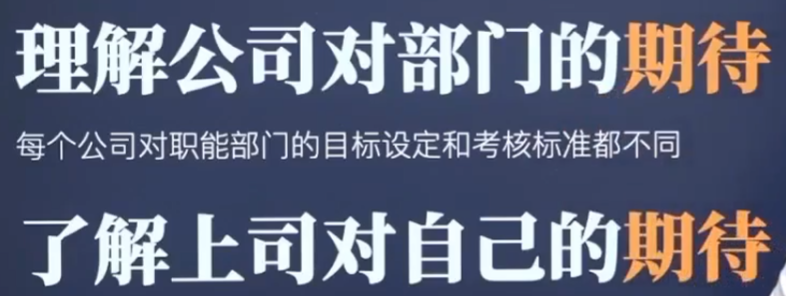 理解公司对部门的期待
每个公司对职能部门的目标设定和考核标准都不同
了解上司对自己的期待